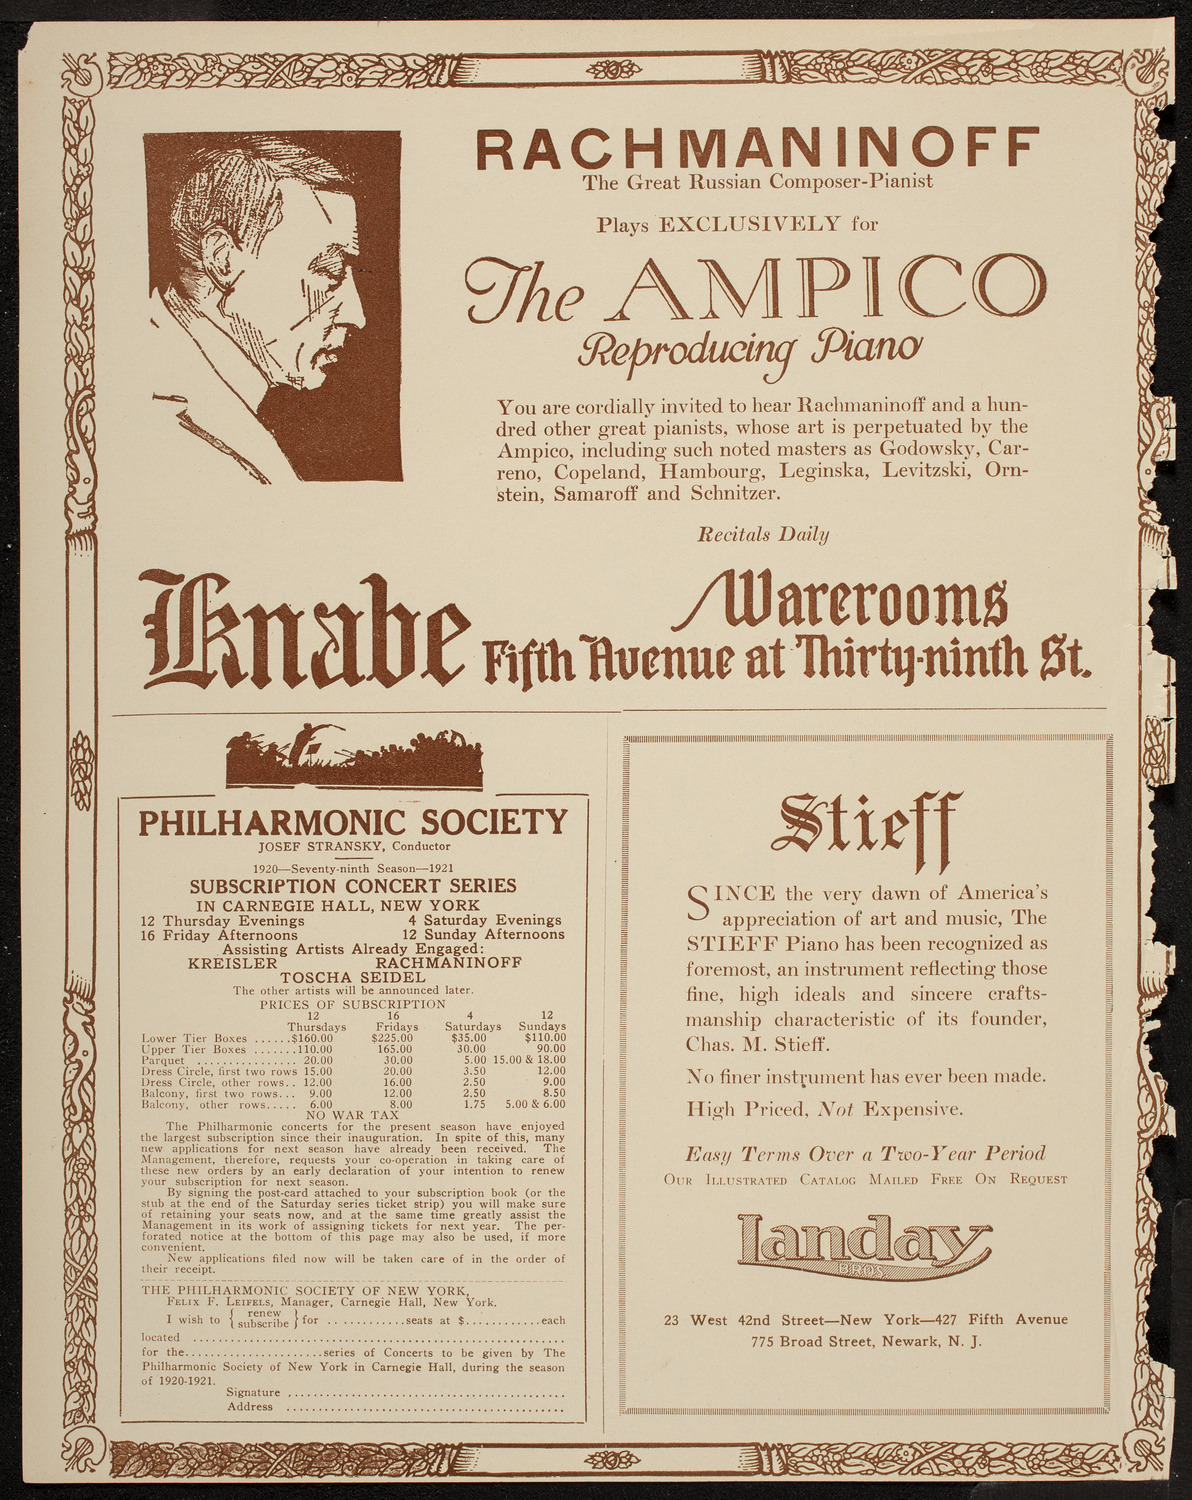 RACHMANINOFF
The Great Russian Composer-Pianist
Plays EXCLUSIVELY for
The AMPICO
Reproducing Piano
You are cordially invited to hear Rachmaninoff and a hun-
dred other great pianists, whose art is perpetuated by the
Ampico, including such noted masters as Godowsky, Car-
reno, Copeland, Hambourg, Leginska, Levitzski, Orn-
stein, Samaroff and Schnitzer.
Recitals Daily
Knabe Warerooms
Fifth Avenue at Thirty-ninth St.
PHILHARMONIC SOCIETY
JOSEF STRANSKY, Conductor
1920—Seventy-ninth Season—1921
SUBSCRIPTION CONCERT SERIES
IN CARNEGIE HALL, NEW YORK
12 Thursday Evenings 4 Saturday Evenings
16 Friday Afternoons 12 Sunday Afternoons
Assisting Artists Already Engaged:
KREISLER RACHMANINOFF
TOSCHA SEIDEL
The other artists will be announced later.
PRICES OF SUBSCRIPTION
12 16 4 12
Thursdays Fridays Saturdays Sundays
Lower Tier Boxes ......$160.00 $225.00 $35.00 $110.00
Upper Tier Boxes .......110.00 165.00 30.00 90.00
Parquet ................ 20.00 30.00 5.00 15.00 & 18.00
Dress Circle, first two rows 15.00 20.00 3.50 12.00
Dress Circle, other rows.. 12.00 16.00 2.50 9.00
Balcony, first two rows... 9.00 12.00 2.50 8.50
Balcony, other rows..... 6.00 8.00 1.75 5.00 & 6.00
NO WAR TAX
The Philharmonic concerts for the present season have enjoyed
the largest subscription since their inauguration. In spite of this, many
new applications for next season have already been received. The
Management, therefore, requests your co-operation in taking care of
these new orders by an early declaration of your intention to renew
your subscription for next season.
By signing the post-card attached to your subscription book (or the
stub at the end of the Saturday series ticket strip) you will make sure
of retaining your seats now, and at the same time greatly assist the
Management in its work of assigning tickets for next year. The per-
forated notice at the bottom of this page may also be used, if more
convenient.
New applications filed now will be taken care of in the order of
their receipt.
THE PHILHARMONIC SOCIETY OF NEW YORK,
FELIX F. LEIFELS, Manager, Carnegie Hall, New York.
I wish to { renew subscribe } for ............seats at $............each
located ............................................................
for the......................series of Concerts to be given by The
Philharmonic Society of New York in Carnegie Hall, during the season
of 1920-1921.
Signature ............................................
Address ............................................
Stieff
SINCE the very dawn of America's
appreciation of art and music, The
STIEFF Piano has been recognized as
foremost, an instrument reflecting those
fine, high ideals and sincere crafts-
manship characteristic of its founder,
Chas. M. Stieff.
No finer instrument has ever been made.
High Priced, Not Expensive.
Easy Terms Over a Two-Year Period
OUR ILLUSTRATED CATALOG MAILED FREE ON REQUEST
Landay
BROS
23 West 42nd Street—New York—427 Fifth Avenue
775 Broad Street, Newark, N. J.